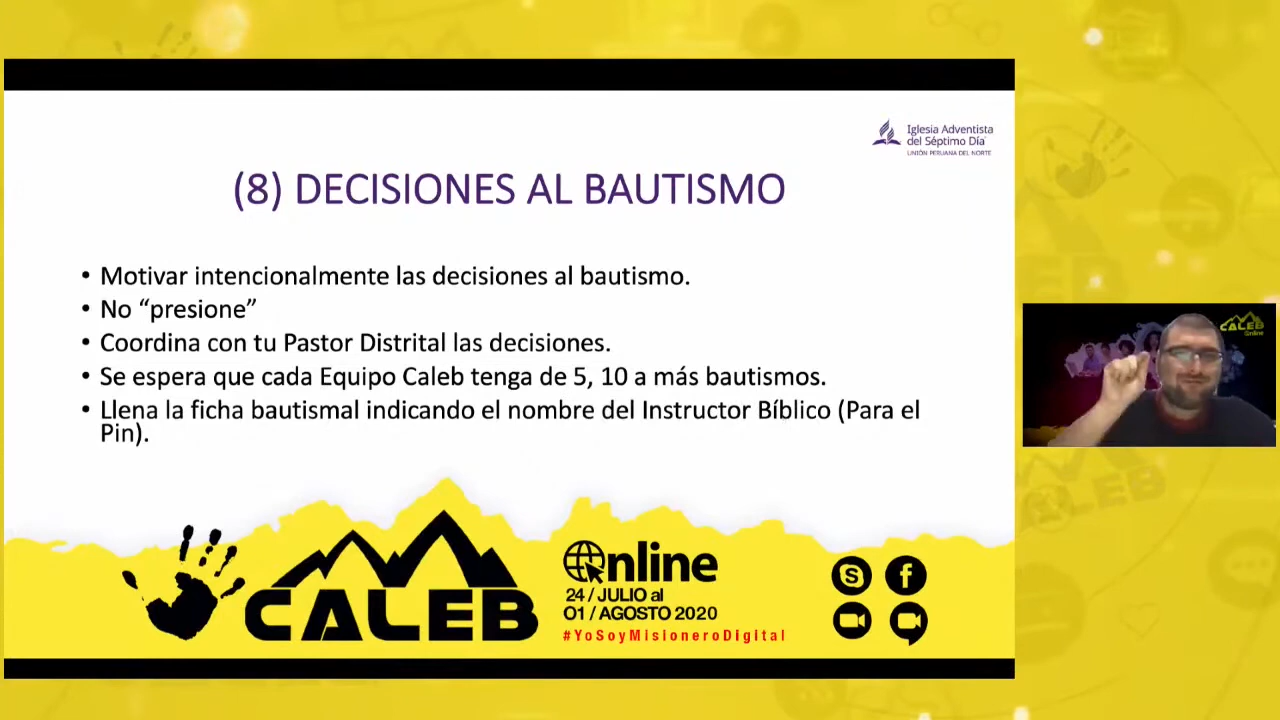 Iglesia Adventista
del Séptimo Día
UNIÓN PERUANA DEL NORTE
(8) DECISIONES AL BAUTISMO
• Motivar intencionalmente las decisiones al bautismo.
• No “presione”
• Coordina con tu Pastor Distrital las decisiones.
• Se espera que cada Equipo Caleb tenga de 5, 10 a más bautismos.
• Llena la ficha bautismal indicando el nombre del Instructor Bíblico (Para el
Pin).
CALEB
Online
24 / JULIO al
01 / AGOSTO 2020
#YoSoyMisioneroDigital
CALEB
Online
CALEB